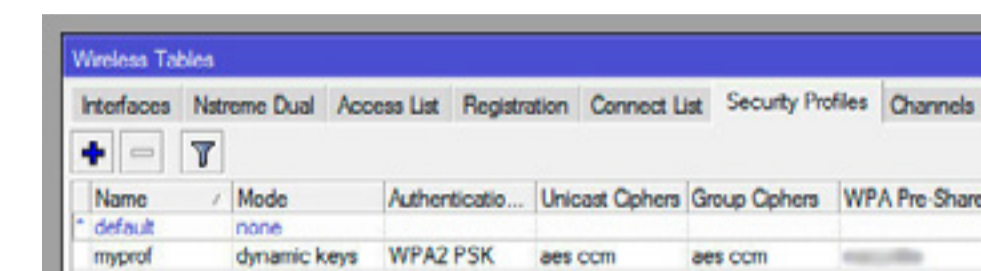 Wireless Tables
Interfaces Nstreme Dual Access List Registration Connect List Security Profiles Channels
Name Mode Authenticatio... Unicast Ciphers Group Ciphers WPA Pre-Share
* default none
myprof dynamic keys WPA2 PSK aes ccm aes ccm